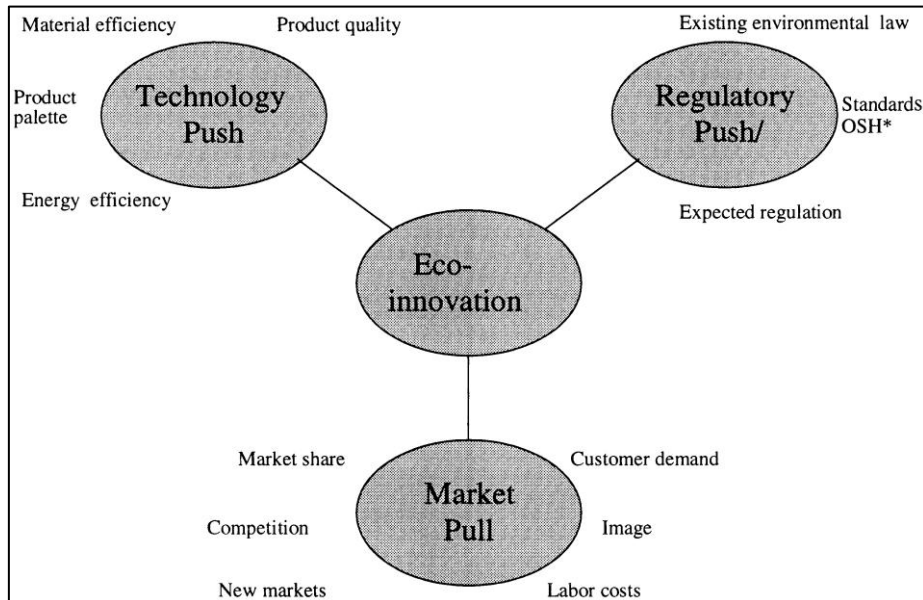 Material efficiency
Product quality
Existing environmental law
Technology
Push
Regulatory
Push/
Product
palette
Standards
OSH*
Energy efficiency
Expected regulation
Eco-
innovation
Market share
Customer demand
Market
Pull
Competition
Image
New markets
Labor costs